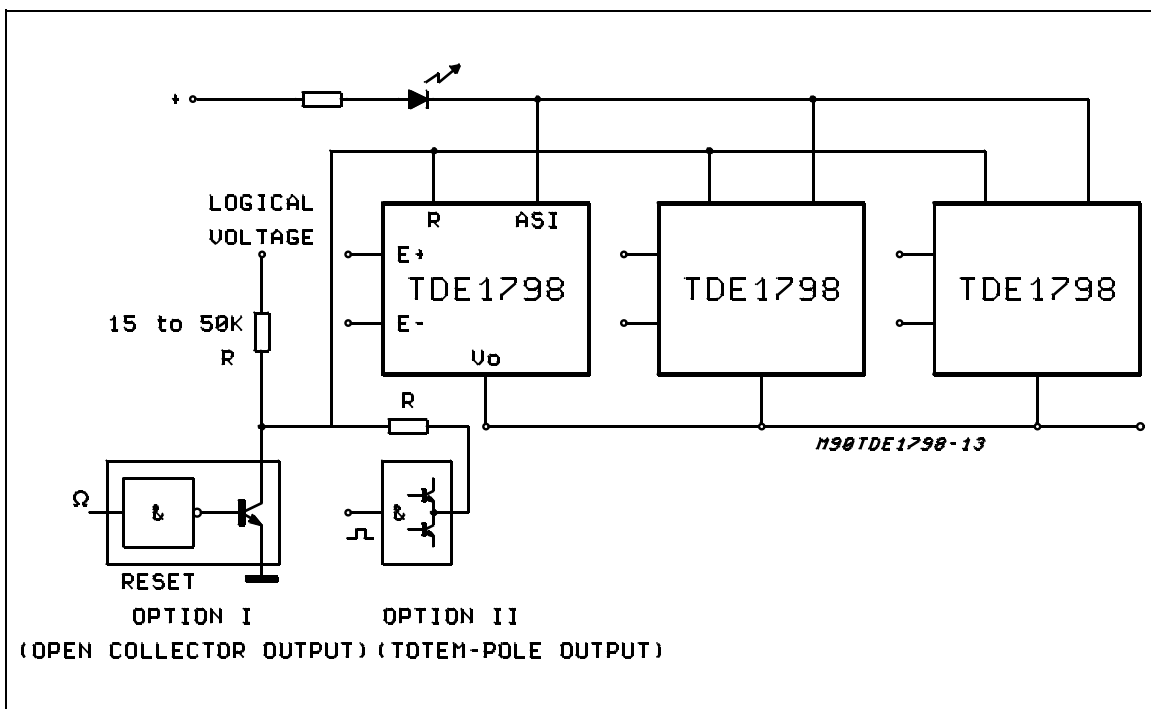 +
LOGICAL
VOLTAGE
R ASI
E+
TDE1798
E-
Vo
TDE1798
TDE1798
15 to 50K
R
R
M90TDE1798-13
Ω
&
&
RESET
OPTION I
(OPEN COLLECTOR OUTPUT)
OPTION II
(TOTEM-POLE OUTPUT)